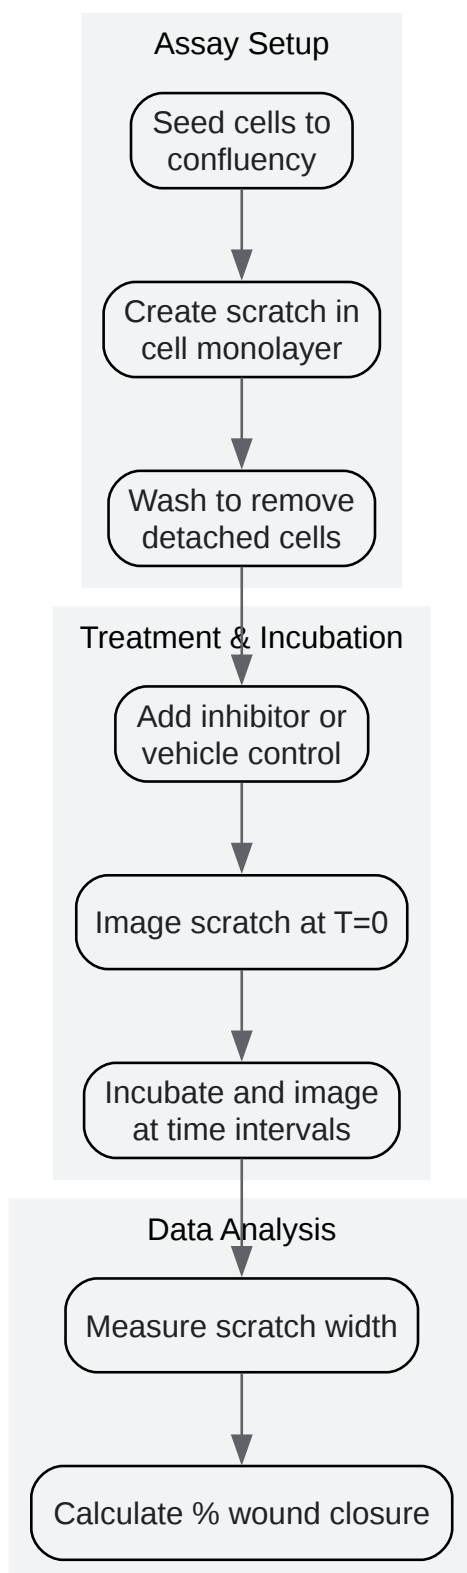 Assay Setup
Seed cells to
confluency
Create scratch in
cell monolayer
Wash to remove
detached cells
Treatment & Incubation
Add inhibitor or
vehicle control
Image scratch at T=0
Incubate and image
at time intervals
Data Analysis
Measure scratch width
Calculate % wound closure